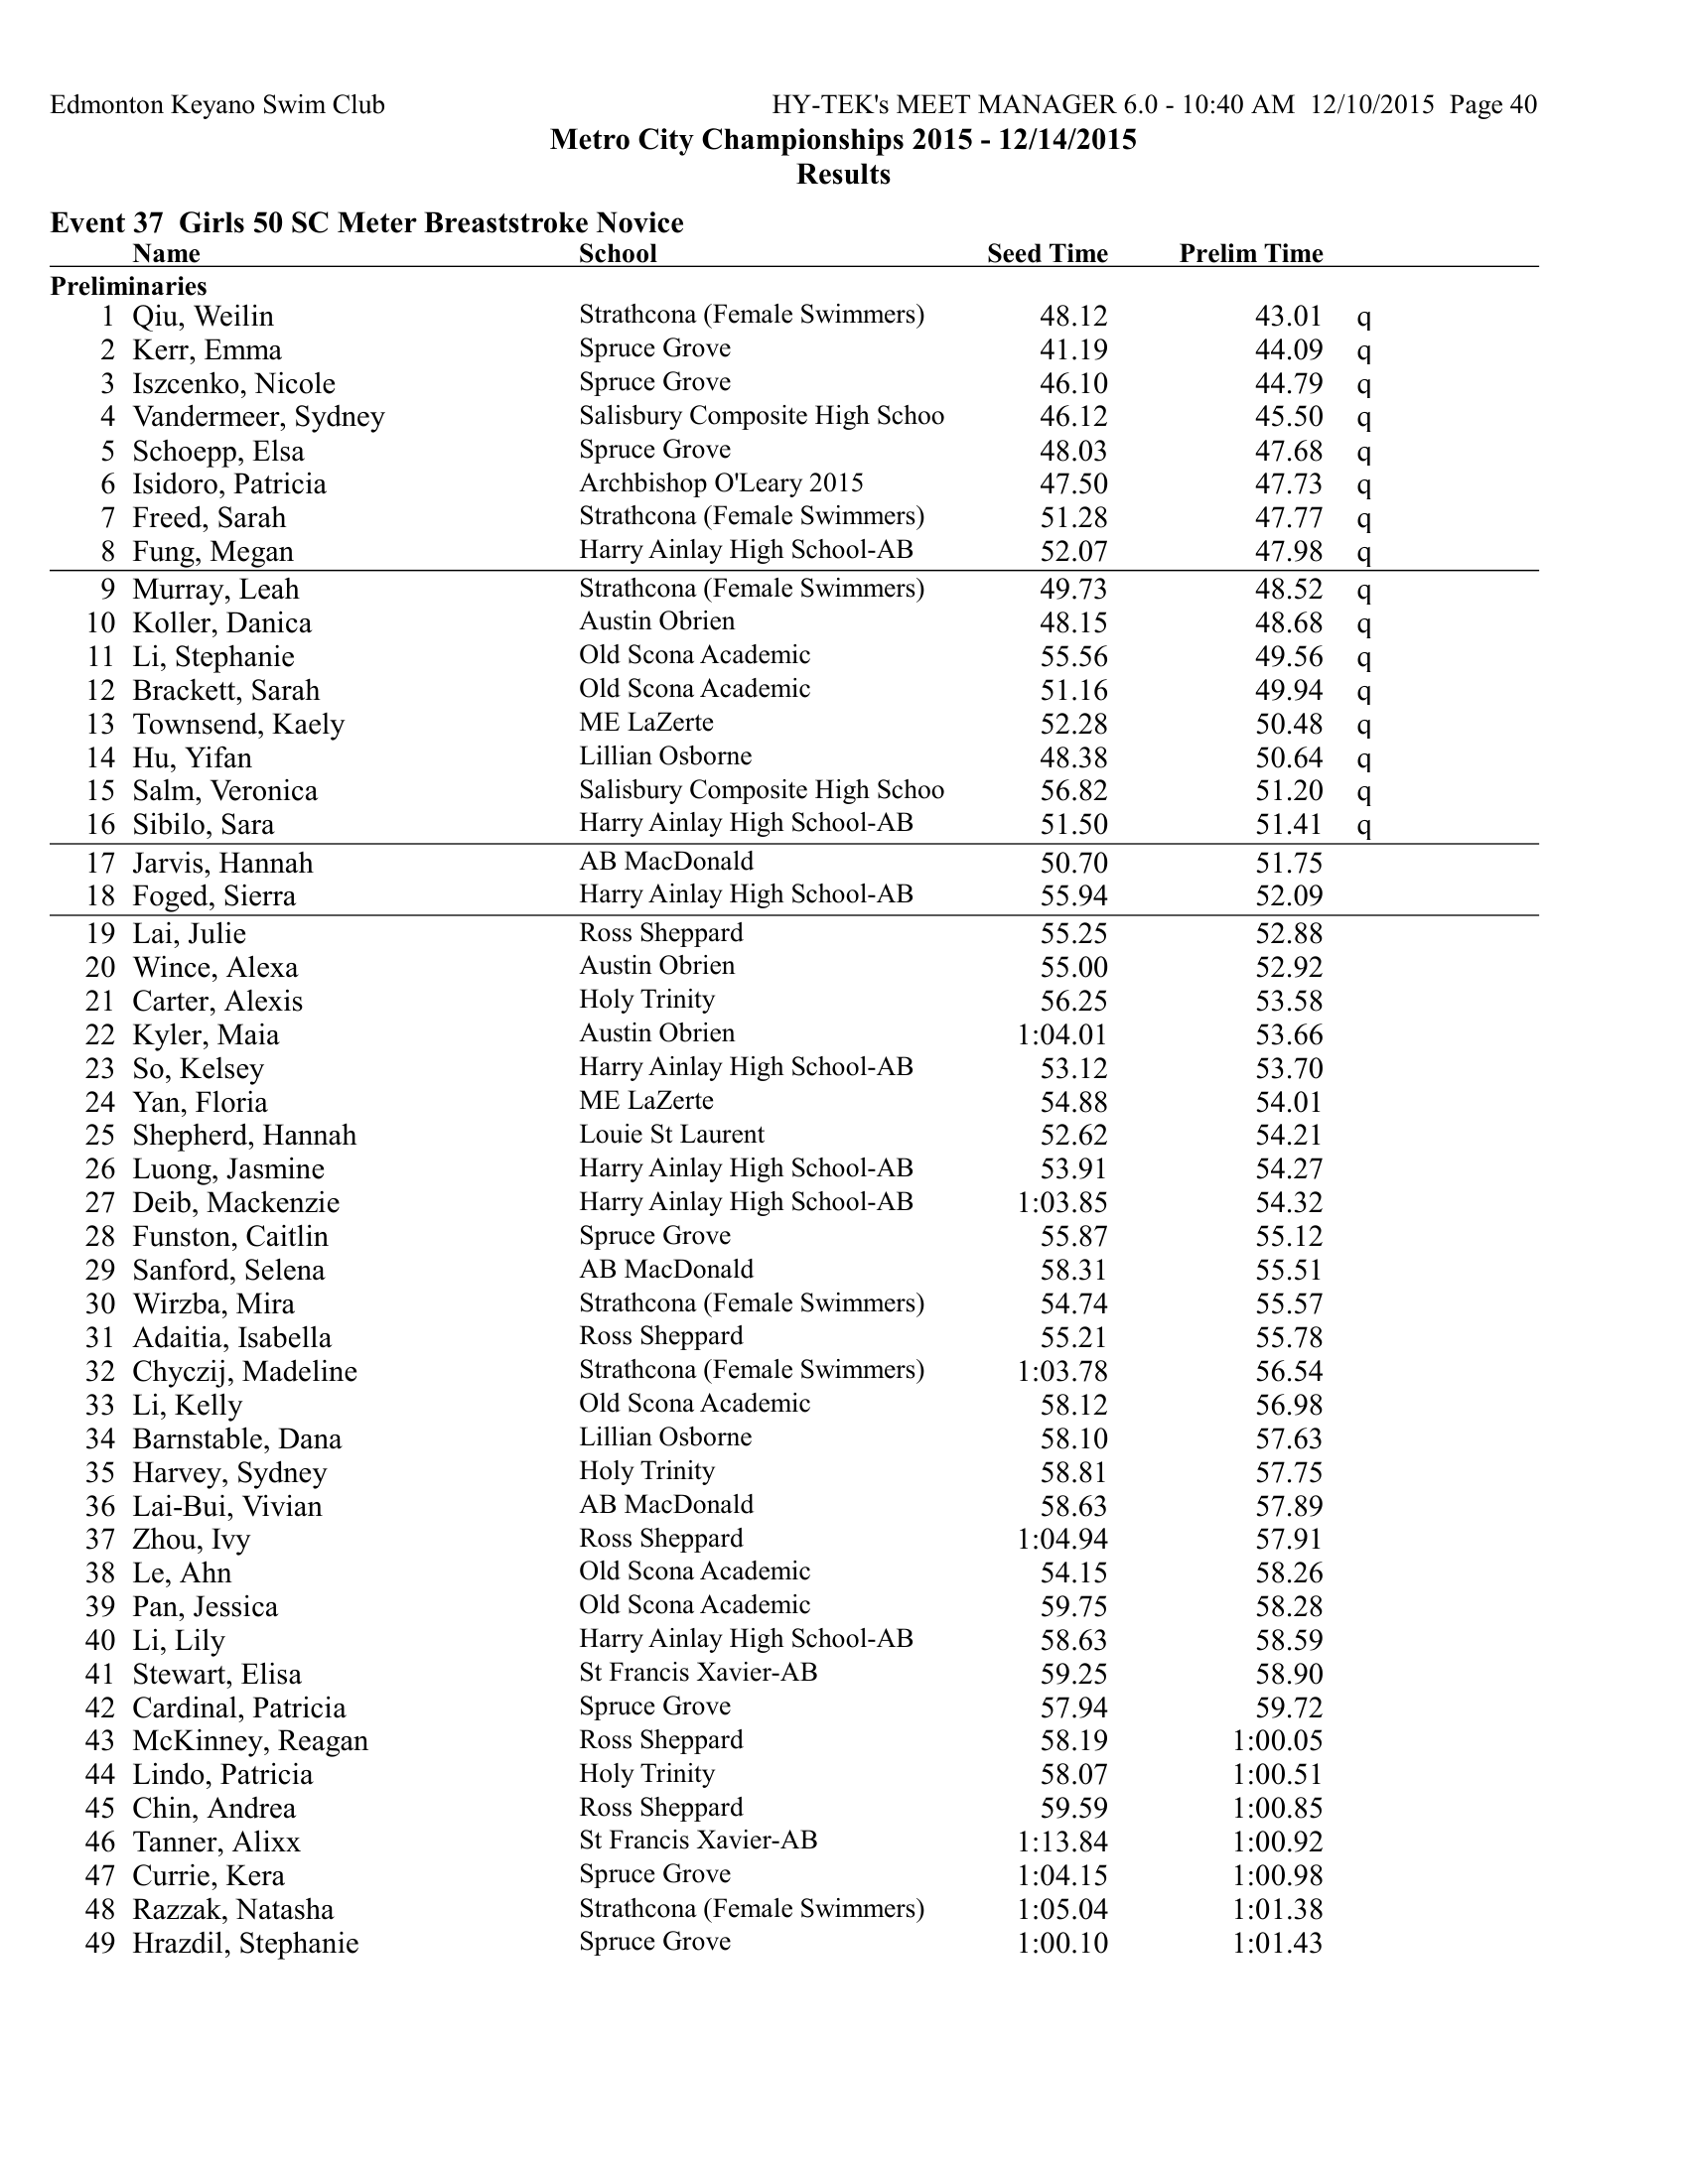 Edmonton Keyano Swim Club HY-TEK's MEET MANAGER 6.0 - 10:40 AM 12/10/2015 Page 40
Metro City Championships 2015 - 12/14/2015
Results
Event 37 Girls 50 SC Meter Breaststroke Novice
Name School Seed Time Prelim Time
Preliminaries
1 Qiu, Weilin Strathcona (Female Swimmers) 48.12 43.01 q
2 Kerr, Emma Spruce Grove 41.19 44.09 q
3 Iszcenko, Nicole Spruce Grove 46.10 44.79 q
4 Vandermeer, Sydney Salisbury Composite High Schoo 46.12 45.50 q
5 Schoepp, Elsa Spruce Grove 48.03 47.68 q
6 Isidoro, Patricia Archbishop O'Leary 2015 47.50 47.73 q
7 Freed, Sarah Strathcona (Female Swimmers) 51.28 47.77 q
8 Fung, Megan Harry Ainlay High School-AB 52.07 47.98 q
9 Murray, Leah Strathcona (Female Swimmers) 49.73 48.52 q
10 Koller, Danica Austin Obrien 48.15 48.68 q
11 Li, Stephanie Old Scona Academic 55.56 49.56 q
12 Brackett, Sarah Old Scona Academic 51.16 49.94 q
13 Townsend, Kaely ME LaZerte 52.28 50.48 q
14 Hu, Yifan Lillian Osborne 48.38 50.64 q
15 Salm, Veronica Salisbury Composite High Schoo 56.82 51.20 q
16 Sibilo, Sara Harry Ainlay High School-AB 51.50 51.41 q
17 Jarvis, Hannah AB MacDonald 50.70 51.75
18 Foged, Sierra Harry Ainlay High School-AB 55.94 52.09
19 Lai, Julie Ross Sheppard 55.25 52.88
20 Wince, Alexa Austin Obrien 55.00 52.92
21 Carter, Alexis Holy Trinity 56.25 53.58
22 Kyler, Maia Austin Obrien 1:04.01 53.66
23 So, Kelsey Harry Ainlay High School-AB 53.12 53.70
24 Yan, Floria ME LaZerte 54.88 54.01
25 Shepherd, Hannah Louie St Laurent 52.62 54.21
26 Luong, Jasmine Harry Ainlay High School-AB 53.91 54.27
27 Deib, Mackenzie Harry Ainlay High School-AB 1:03.85 54.32
28 Funston, Caitlin Spruce Grove 55.87 55.12
29 Sanford, Selena AB MacDonald 58.31 55.51
30 Wirzba, Mira Strathcona (Female Swimmers) 54.74 55.57
31 Adaitia, Isabella Ross Sheppard 55.21 55.78
32 Chyczij, Madeline Strathcona (Female Swimmers) 1:03.78 56.54
33 Li, Kelly Old Scona Academic 58.12 56.98
34 Barnstable, Dana Lillian Osborne 58.10 57.63
35 Harvey, Sydney Holy Trinity 58.81 57.75
36 Lai-Bui, Vivian AB MacDonald 58.63 57.89
37 Zhou, Ivy Ross Sheppard 1:04.94 57.91
38 Le, Ahn Old Scona Academic 54.15 58.26
39 Pan, Jessica Old Scona Academic 59.75 58.28
40 Li, Lily Harry Ainlay High School-AB 58.63 58.59
41 Stewart, Elisa St Francis Xavier-AB 59.25 58.90
42 Cardinal, Patricia Spruce Grove 57.94 59.72
43 McKinney, Reagan Ross Sheppard 58.19 1:00.05
44 Lindo, Patricia Holy Trinity 58.07 1:00.51
45 Chin, Andrea Ross Sheppard 59.59 1:00.85
46 Tanner, Alixx St Francis Xavier-AB 1:13.84 1:00.92
47 Currie, Kera Spruce Grove 1:04.15 1:00.98
48 Razzak, Natasha Strathcona (Female Swimmers) 1:05.04 1:01.38
49 Hrazdil, Stephanie Spruce Grove 1:00.10 1:01.43